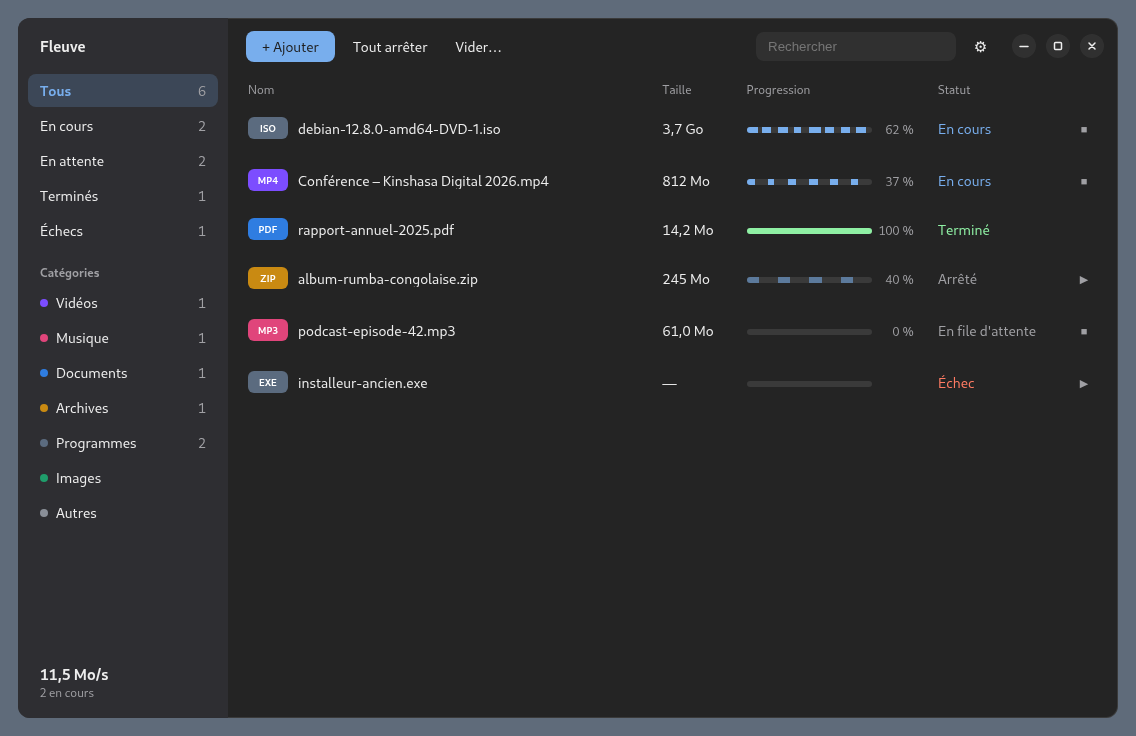 Fleuve
Tous 6
En cours 2
En attente 2
Terminés 1
Échecs 1
Catégories
Vidéos 1
Musique 1
Documents 1
Archives 1
Programmes 2
Images
Autres
11,5 Mo/s
2 en cours
+ Ajouter Tout arrêter Vider… Rechercher
Nom Taille Progression Statut
ISO debian-12.8.0-amd64-DVD-1.iso 3,7 Go 62 % En cours
MP4 Conférence – Kinshasa Digital 2026.mp4 812 Mo 37 % En cours
PDF rapport-annuel-2025.pdf 14,2 Mo 100 % Terminé
ZIP album-rumba-congolaise.zip 245 Mo 40 % Arrêté
MP3 podcast-episode-42.mp3 61,0 Mo 0 % En file d'attente
EXE installeur-ancien.exe — Échec